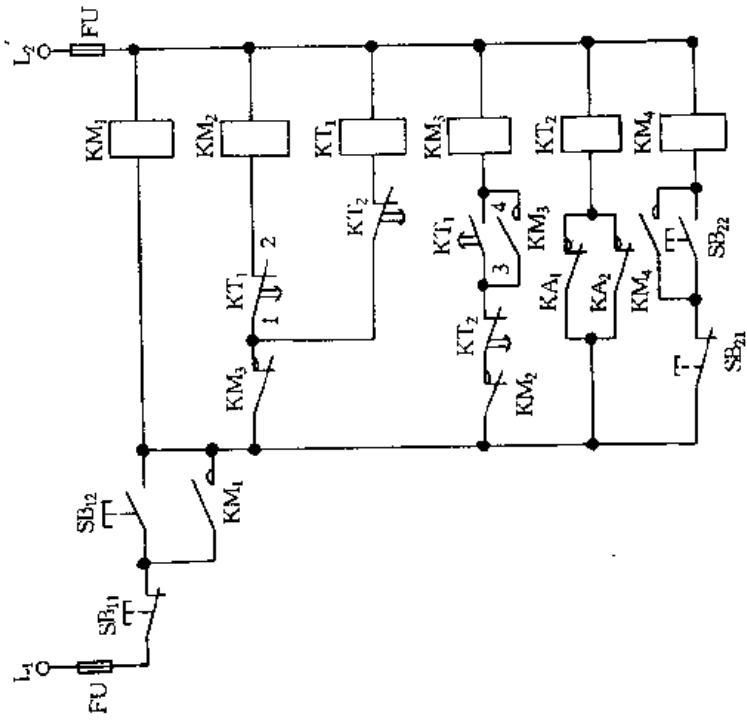 L₂
FU
KM₁
KM₂
KT₁
KM₃
KT₂
KM₄
KT₁
1
2
KT₂
KT₁
3
4
KM₃
KT₂
KM₂
KA₁
KA₂
KM₄
SB₂₂
SB₂₁
KM₃
SB₁₂
KM₁
SB₁₁
L₁
FU